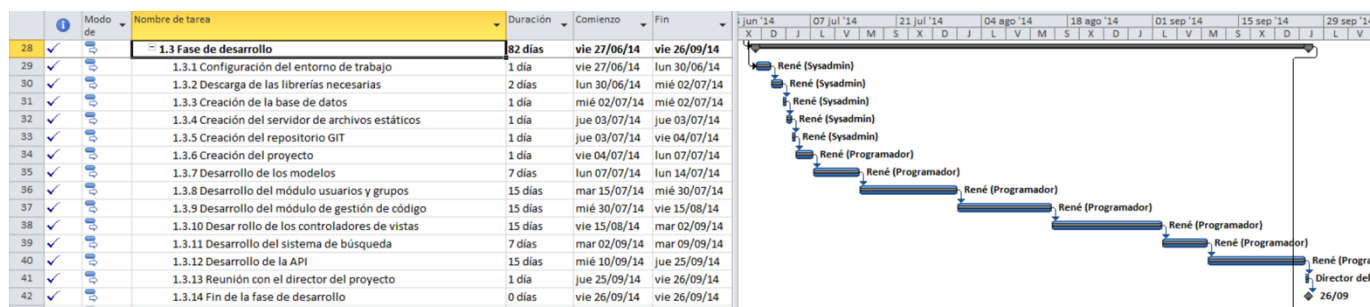 Modo de Nombre de tarea Duración Comienzo Fin jun '14 07 jul '14 21 jul '14 04 ago '14 18 ago '14 01 sep '14 15 sep '14 29 sep '14
X D J L M V S X D J L M V S X D J L M V S X D J L V
28 1.3 Fase de desarrollo 82 días vie 27/06/14 vie 26/09/14
29 1.3.1 Configuración del entorno de trabajo 1 día vie 27/06/14 lun 30/06/14 René (Sysadmin)
30 1.3.2 Descarga de las librerías necesarias 2 días lun 30/06/14 mié 02/07/14 René (Sysadmin)
31 1.3.3 Creación de la base de datos 1 día mié 02/07/14 mié 02/07/14 René (Sysadmin)
32 1.3.4 Creación del servidor de archivos estáticos 1 día jue 03/07/14 jue 03/07/14 René (Sysadmin)
33 1.3.5 Creación del repositorio GIT 1 día jue 03/07/14 vie 04/07/14 René (Sysadmin)
34 1.3.6 Creación del proyecto 1 día vie 04/07/14 lun 07/07/14 René (Programador)
35 1.3.7 Desarrollo de los modelos 7 días lun 07/07/14 lun 14/07/14 René (Programador)
36 1.3.8 Desarrollo del módulo usuarios y grupos 15 días mar 15/07/14 mié 30/07/14 René (Programador)
37 1.3.9 Desarrollo del módulo de gestión de código 15 días mié 30/07/14 vie 15/08/14 René (Programador)
38 1.3.10 Desar rollo de los controladores de vistas 15 días vie 15/08/14 mar 02/09/14 René (Programador)
39 1.3.11 Desarrollo del sistema de búsqueda 7 días mar 02/09/14 mar 09/09/14 René (Programador)
40 1.3.12 Desarrollo de la API 15 días mié 10/09/14 jue 25/09/14 René (Progra
41 1.3.13 Reunión con el director del proyecto 1 día jue 25/09/14 vie 26/09/14 Director del
42 1.3.14 Fin de la fase de desarrollo 0 días vie 26/09/14 vie 26/09/14 26/09